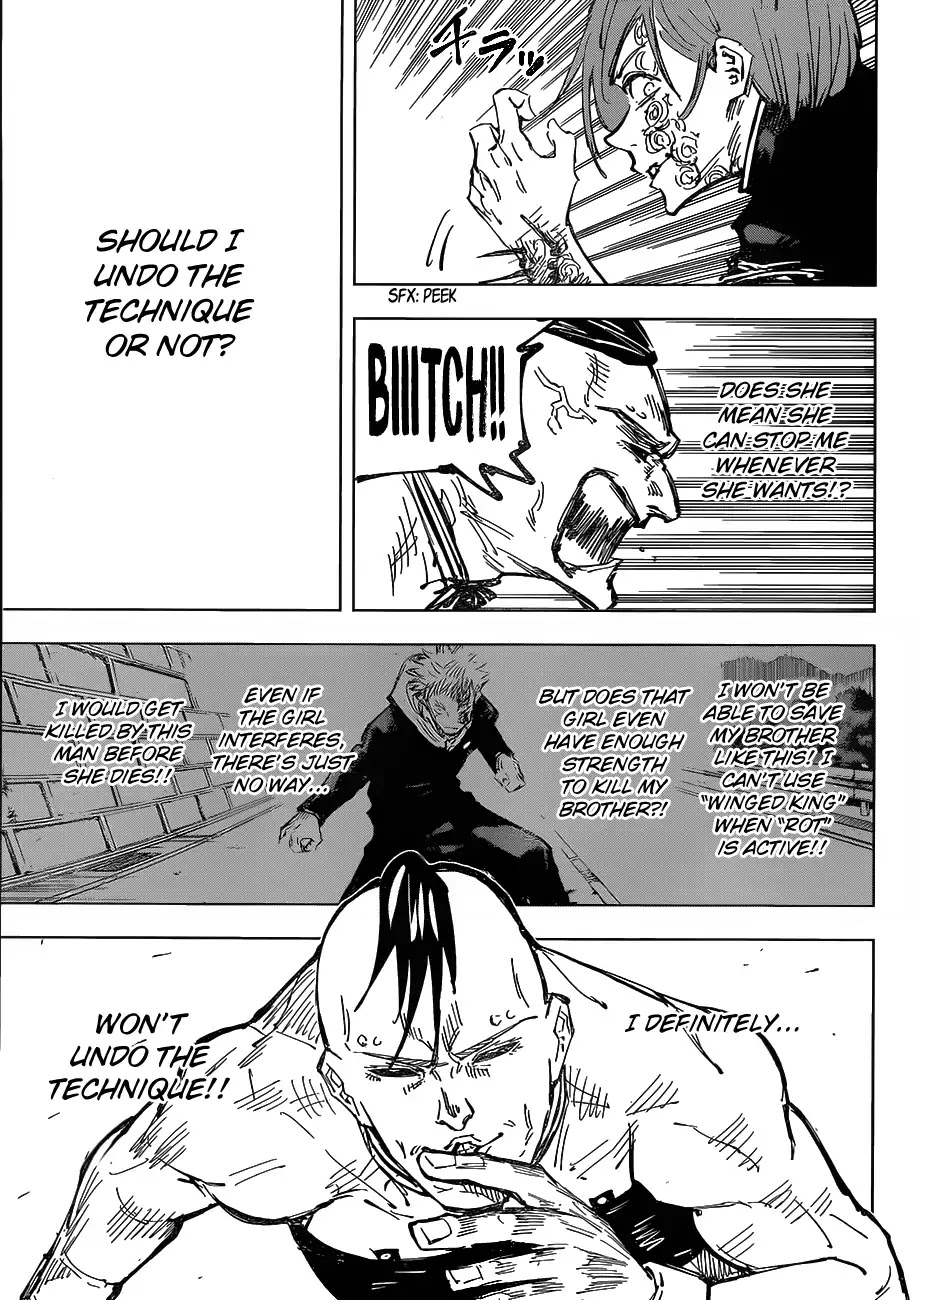 チラッ
SFX: PEEK
DOES SHE
MEAN SHE
CAN STOP ME
WHENEVER
SHE WANTS!?
BIIITCH!!
SHOULD I
UNDO THE
TECHNIQUE
OR NOT?
I WON'T BE
ABLE TO SAVE
MY BROTHER
LIKE THIS! I
CAN'T USE
"WINGED KING"
WHEN "ROT"
IS ACTIVE!!
BUT DOES THAT
GIRL EVEN
HAVE ENOUGH
STRENGTH
TO KILL MY
BROTHER?!
EVEN IF
THE GIRL
INTERFERES,
THERE'S JUST
NO WAY...
I WOULD GET
KILLED BY THIS
MAN BEFORE
SHE DIES!!
I DEFINITELY...
WON'T
UNDO THE
TECHNIQUE!!